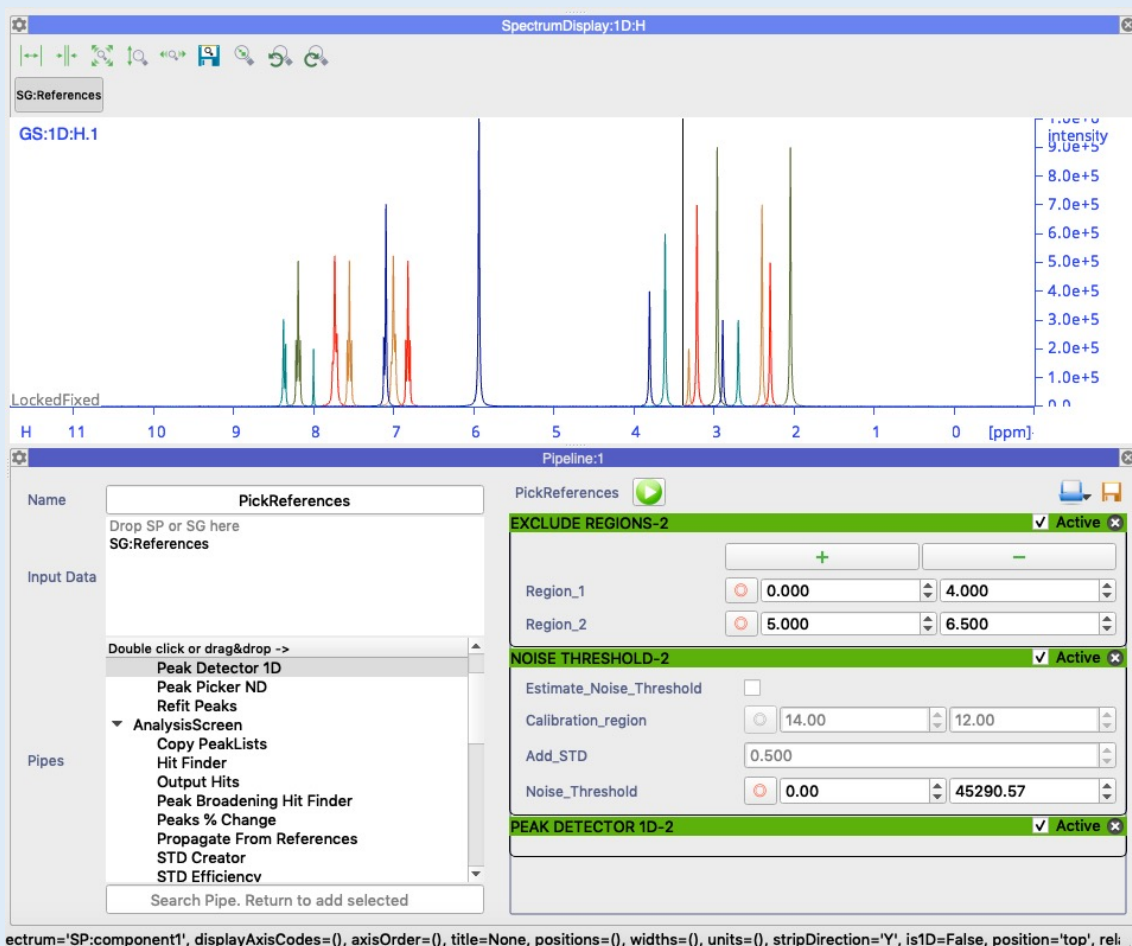 SpectrumDisplay:1D:H
SG:References
GS:1D:H.1
intensity
9.0e+5
8.0e+5
7.0e+5
6.0e+5
5.0e+5
4.0e+5
3.0e+5
2.0e+5
1.0e+5
0.0
LockedFixed
H 11 10 9 8 7 6 5 4 3 2 1 0 [ppm]
Pipeline:1
Name PickReferences
Input Data
Drop SP or SG here
SG:References
Pipes
Double click or drag&drop ->
Peak Detector 1D
Peak Picker ND
Refit Peaks
AnalysisScreen
Copy PeakLists
Hit Finder
Output Hits
Peak Broadening Hit Finder
Peaks % Change
Propagate From References
STD Creator
STD Efficiency
Search Pipe. Return to add selected
PickReferences
EXCLUDE REGIONS-2 Active
+ −
Region_1 0.000 4.000
Region_2 5.000 6.500
NOISE THRESHOLD-2 Active
Estimate_Noise_Threshold
Calibration_region 14.00 12.00
Add_STD 0.500
Noise_Threshold 0.00 45290.57
PEAK DETECTOR 1D-2 Active
ectrum='SP:component1', displayAxisCodes=(), axisOrder=(), title=None, positions=(), widths=(), units=(), stripDirection='Y', is1D=False, position='top', rel